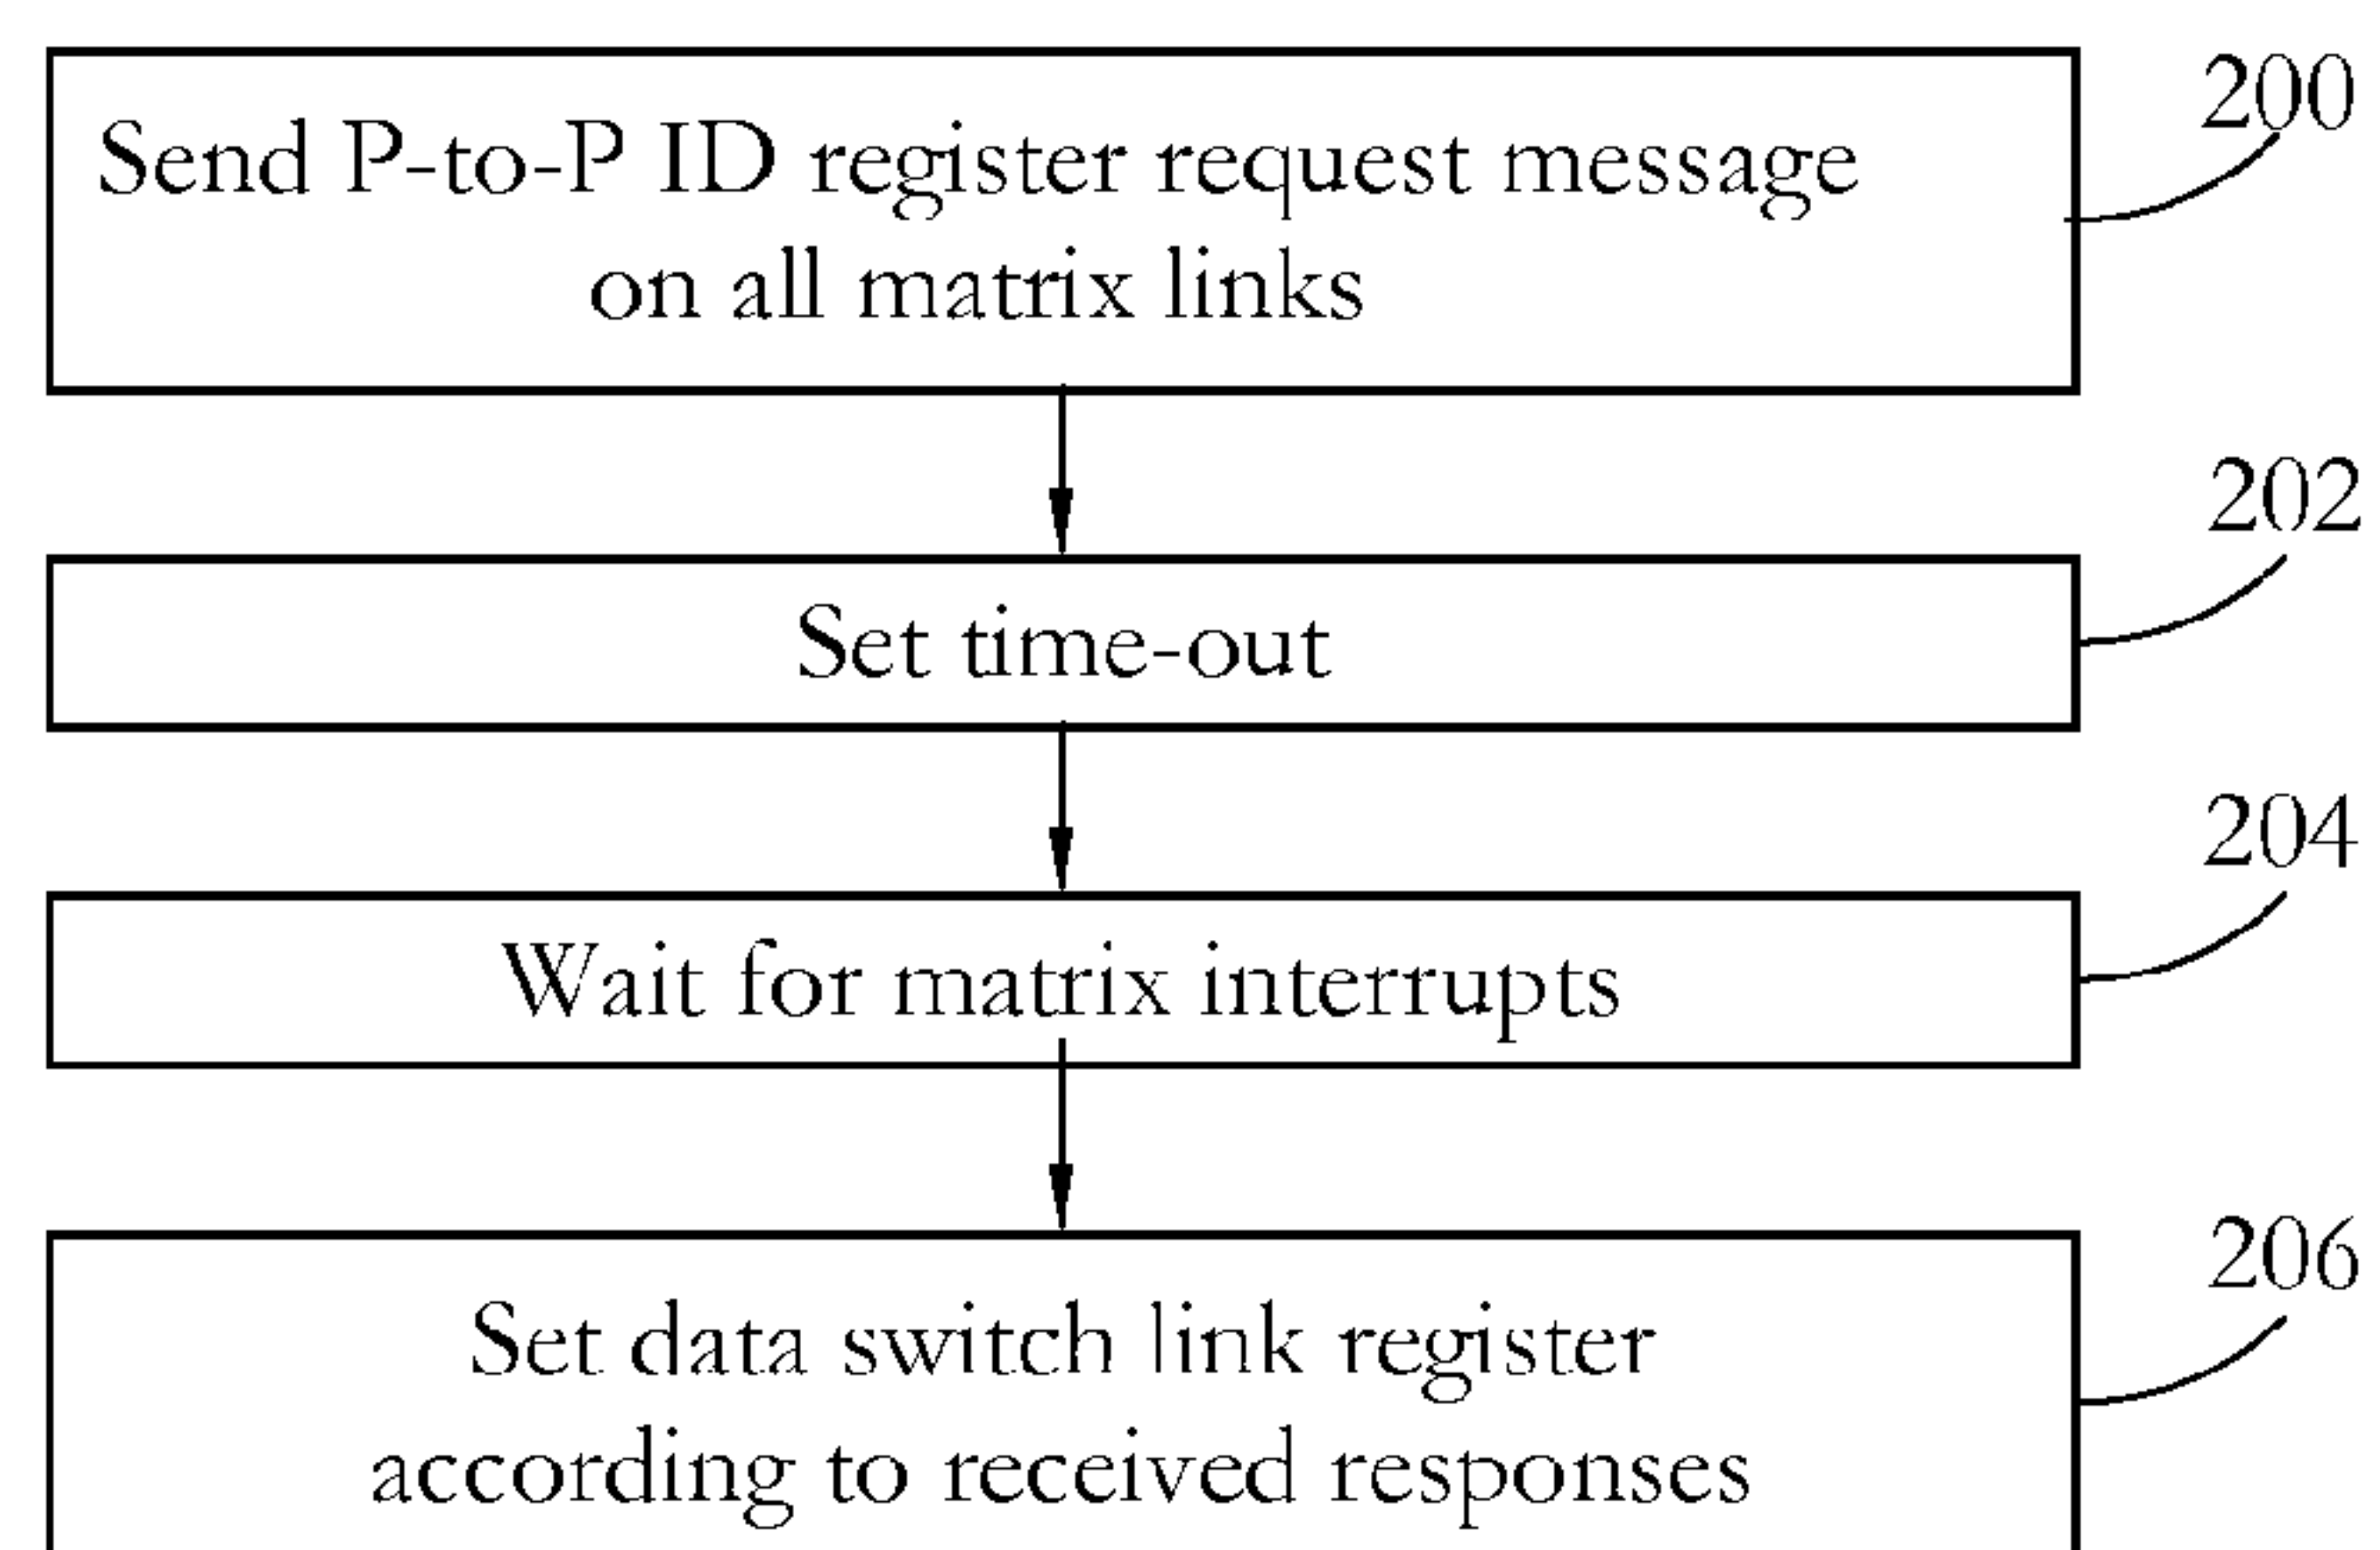 200
Send P-to-P ID register request message
on all matrix links
202
Set time-out
204
Wait for matrix interrupts
206
Set data switch link register
according to received responses